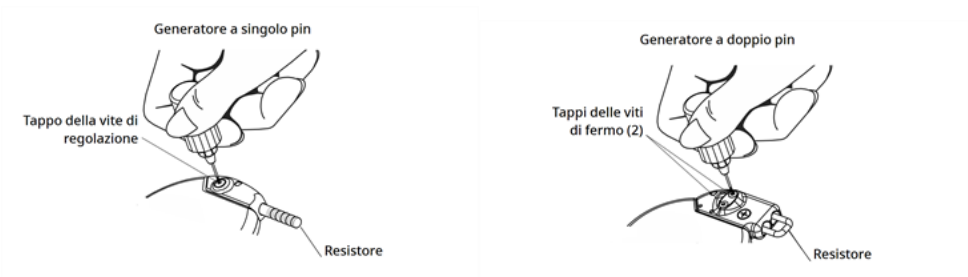 Generatore a singolo pin
Tappo della vite di
regolazione
Resistore
Generatore a doppio pin
Tappi delle viti
di fermo (2)
Resistore